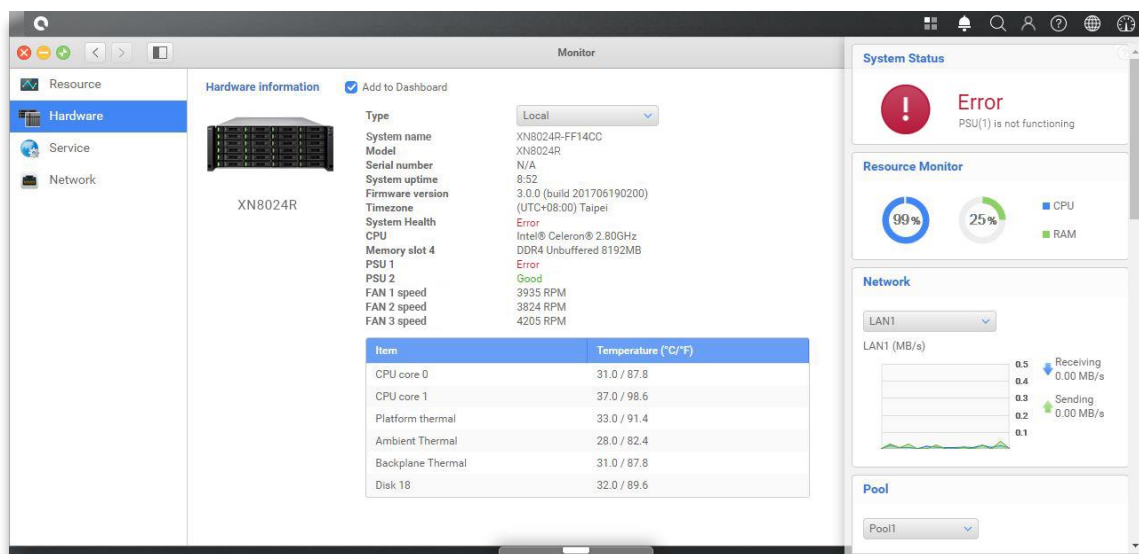 Monitor
Resource
Hardware
Service
Network
Hardware information
Add to Dashboard
XN8024R
Type Local
System name XN8024R-FF14CC
Model XN8024R
Serial number N/A
System uptime 8:52
Firmware version 3.0.0 (build 201706190200)
Timezone (UTC+08:00) Taipei
System Health Error
CPU Intel® Celeron® 2.80GHz
Memory slot 4 DDR4 Unbuffered 8192MB
PSU 1 Error
PSU 2 Good
FAN 1 speed 3935 RPM
FAN 2 speed 3824 RPM
FAN 3 speed 4205 RPM
Item Temperature (°C/°F)
CPU core 0 31.0 / 87.8
CPU core 1 37.0 / 98.6
Platform thermal 33.0 / 91.4
Ambient Thermal 28.0 / 82.4
Backplane Thermal 31.0 / 87.8
Disk 18 32.0 / 89.6
System Status
Error
PSU(1) is not functioning
Resource Monitor
99%
25%
CPU
RAM
Network
LAN1
LAN1 (MB/s)
0.5
0.4
0.3
0.2
0.1
Receiving
0.00 MB/s
Sending
0.00 MB/s
Pool
Pool1